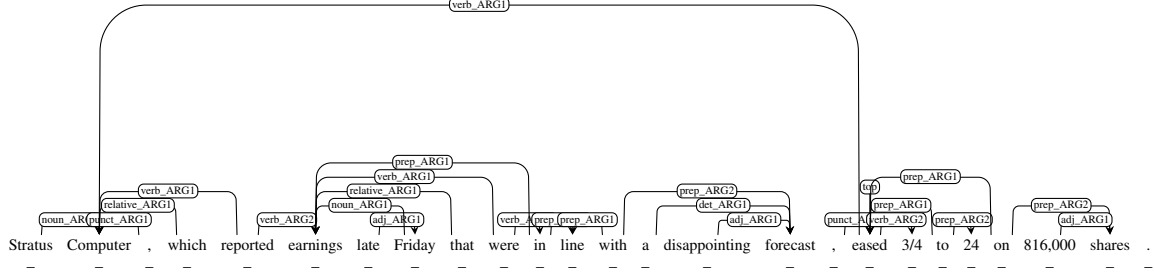 verb_ARG1
prep_ARG1
verb_ARG1 prep_ARG1
top
verb_ARG1 relative_ARG1 prep_ARG2
relative_ARG1 noun_ARG1 det_ARG1 prep_ARG1 prep_ARG2
punct_ARG1 verb_ARG2 adj_ARG1 prep_ARG1 adj_ARG1 verb_ARG2 prep_ARG2 adj_ARG1
Stratus Computer , which reported earnings late Friday that were in line with a disappointing forecast , eased 3/4 to 24 on 816,000 shares .
_ _ _ _ _ _ _ _ _ _ _ _ _ _ _ _ _ _ _ _ _ _ _ _ _